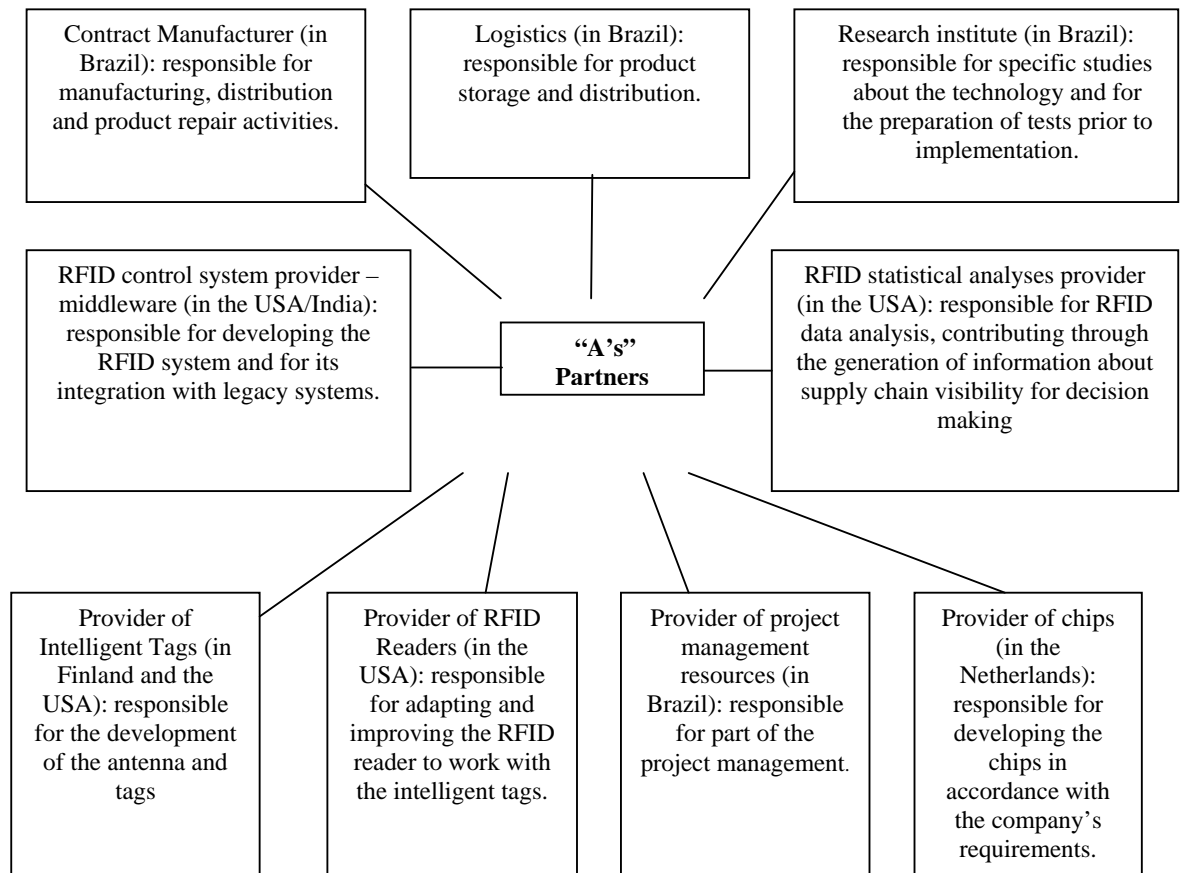 Contract Manufacturer (in
Brazil): responsible for
manufacturing, distribution
and product repair activities.
Logistics (in Brazil):
responsible for product
storage and distribution.
Research institute (in Brazil):
responsible for specific studies
about the technology and for
the preparation of tests prior to
implementation.
RFID control system provider –
middleware (in the USA/India):
responsible for developing the
RFID system and for its
integration with legacy systems.
“A’s”
Partners
RFID statistical analyses provider
(in the USA): responsible for RFID
data analysis, contributing through
the generation of information about
supply chain visibility for decision
making
Provider of
Intelligent Tags (in
Finland and the
USA): responsible
for the development
of the antenna and
tags
Provider of RFID
Readers (in the
USA): responsible
for adapting and
improving the RFID
reader to work with
the intelligent tags.
Provider of project
management
resources (in
Brazil): responsible
for part of the
project management.
Provider of chips
(in the
Netherlands):
responsible for
developing the
chips in
accordance with
the company’s
requirements.